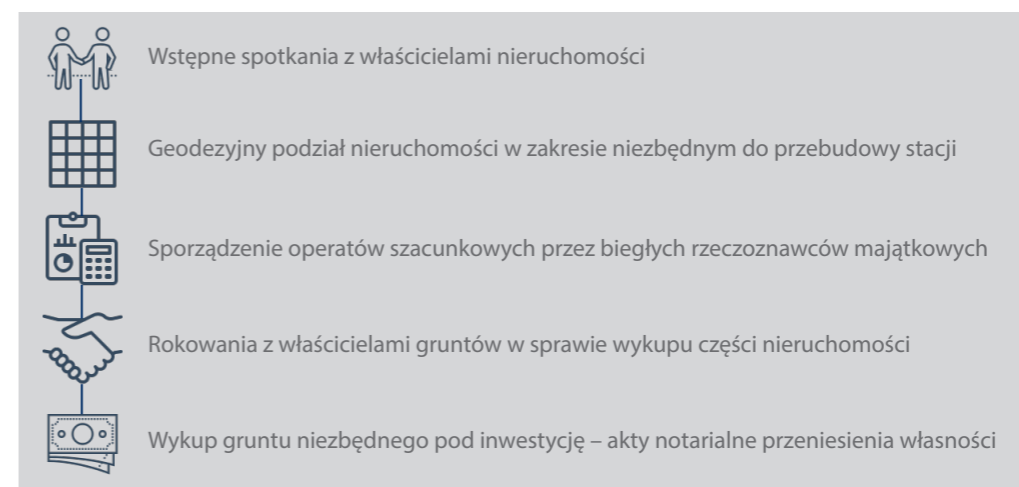 Wstępne spotkania z właścicielami nieruchomości
Geodezyjny podział nieruchomości w zakresie niezbędnym do przebudowy stacji
Sporządzenie operatów szacunkowych przez biegłych rzeczoznawców majątkowych
Rokowania z właścicielami gruntów w sprawie wykupu części nieruchomości
Wykup gruntu niezbędnego pod inwestycję – akty notarialne przeniesienia własności